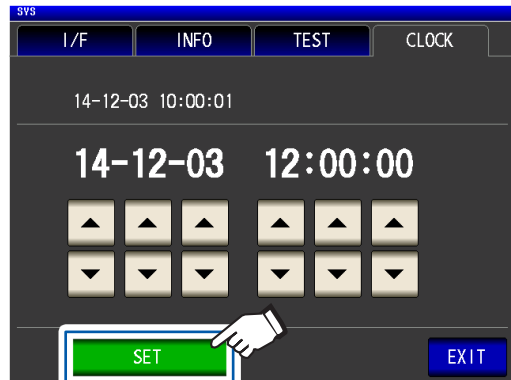 SYS
I/F INFO TEST CLOCK
14-12-03 10:00:01
14-12-03 12:00:00
SET EXIT